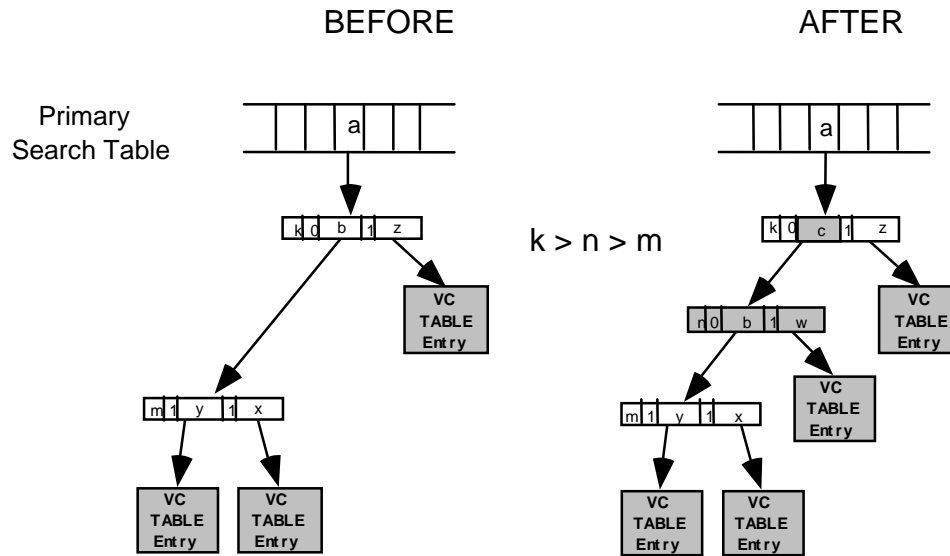 BEFORE
AFTER
Primary
Search Table
a
a
k 0 b 1 z
k > n > m
k 0 c 1 z
VC
TABLE
Entry
n 0 b 1 w
VC
TABLE
Entry
m 1 y 1 x
VC
TABLE
Entry
m 1 y 1 x
VC
TABLE
Entry
VC
TABLE
Entry
VC
TABLE
Entry
VC
TABLE
Entry